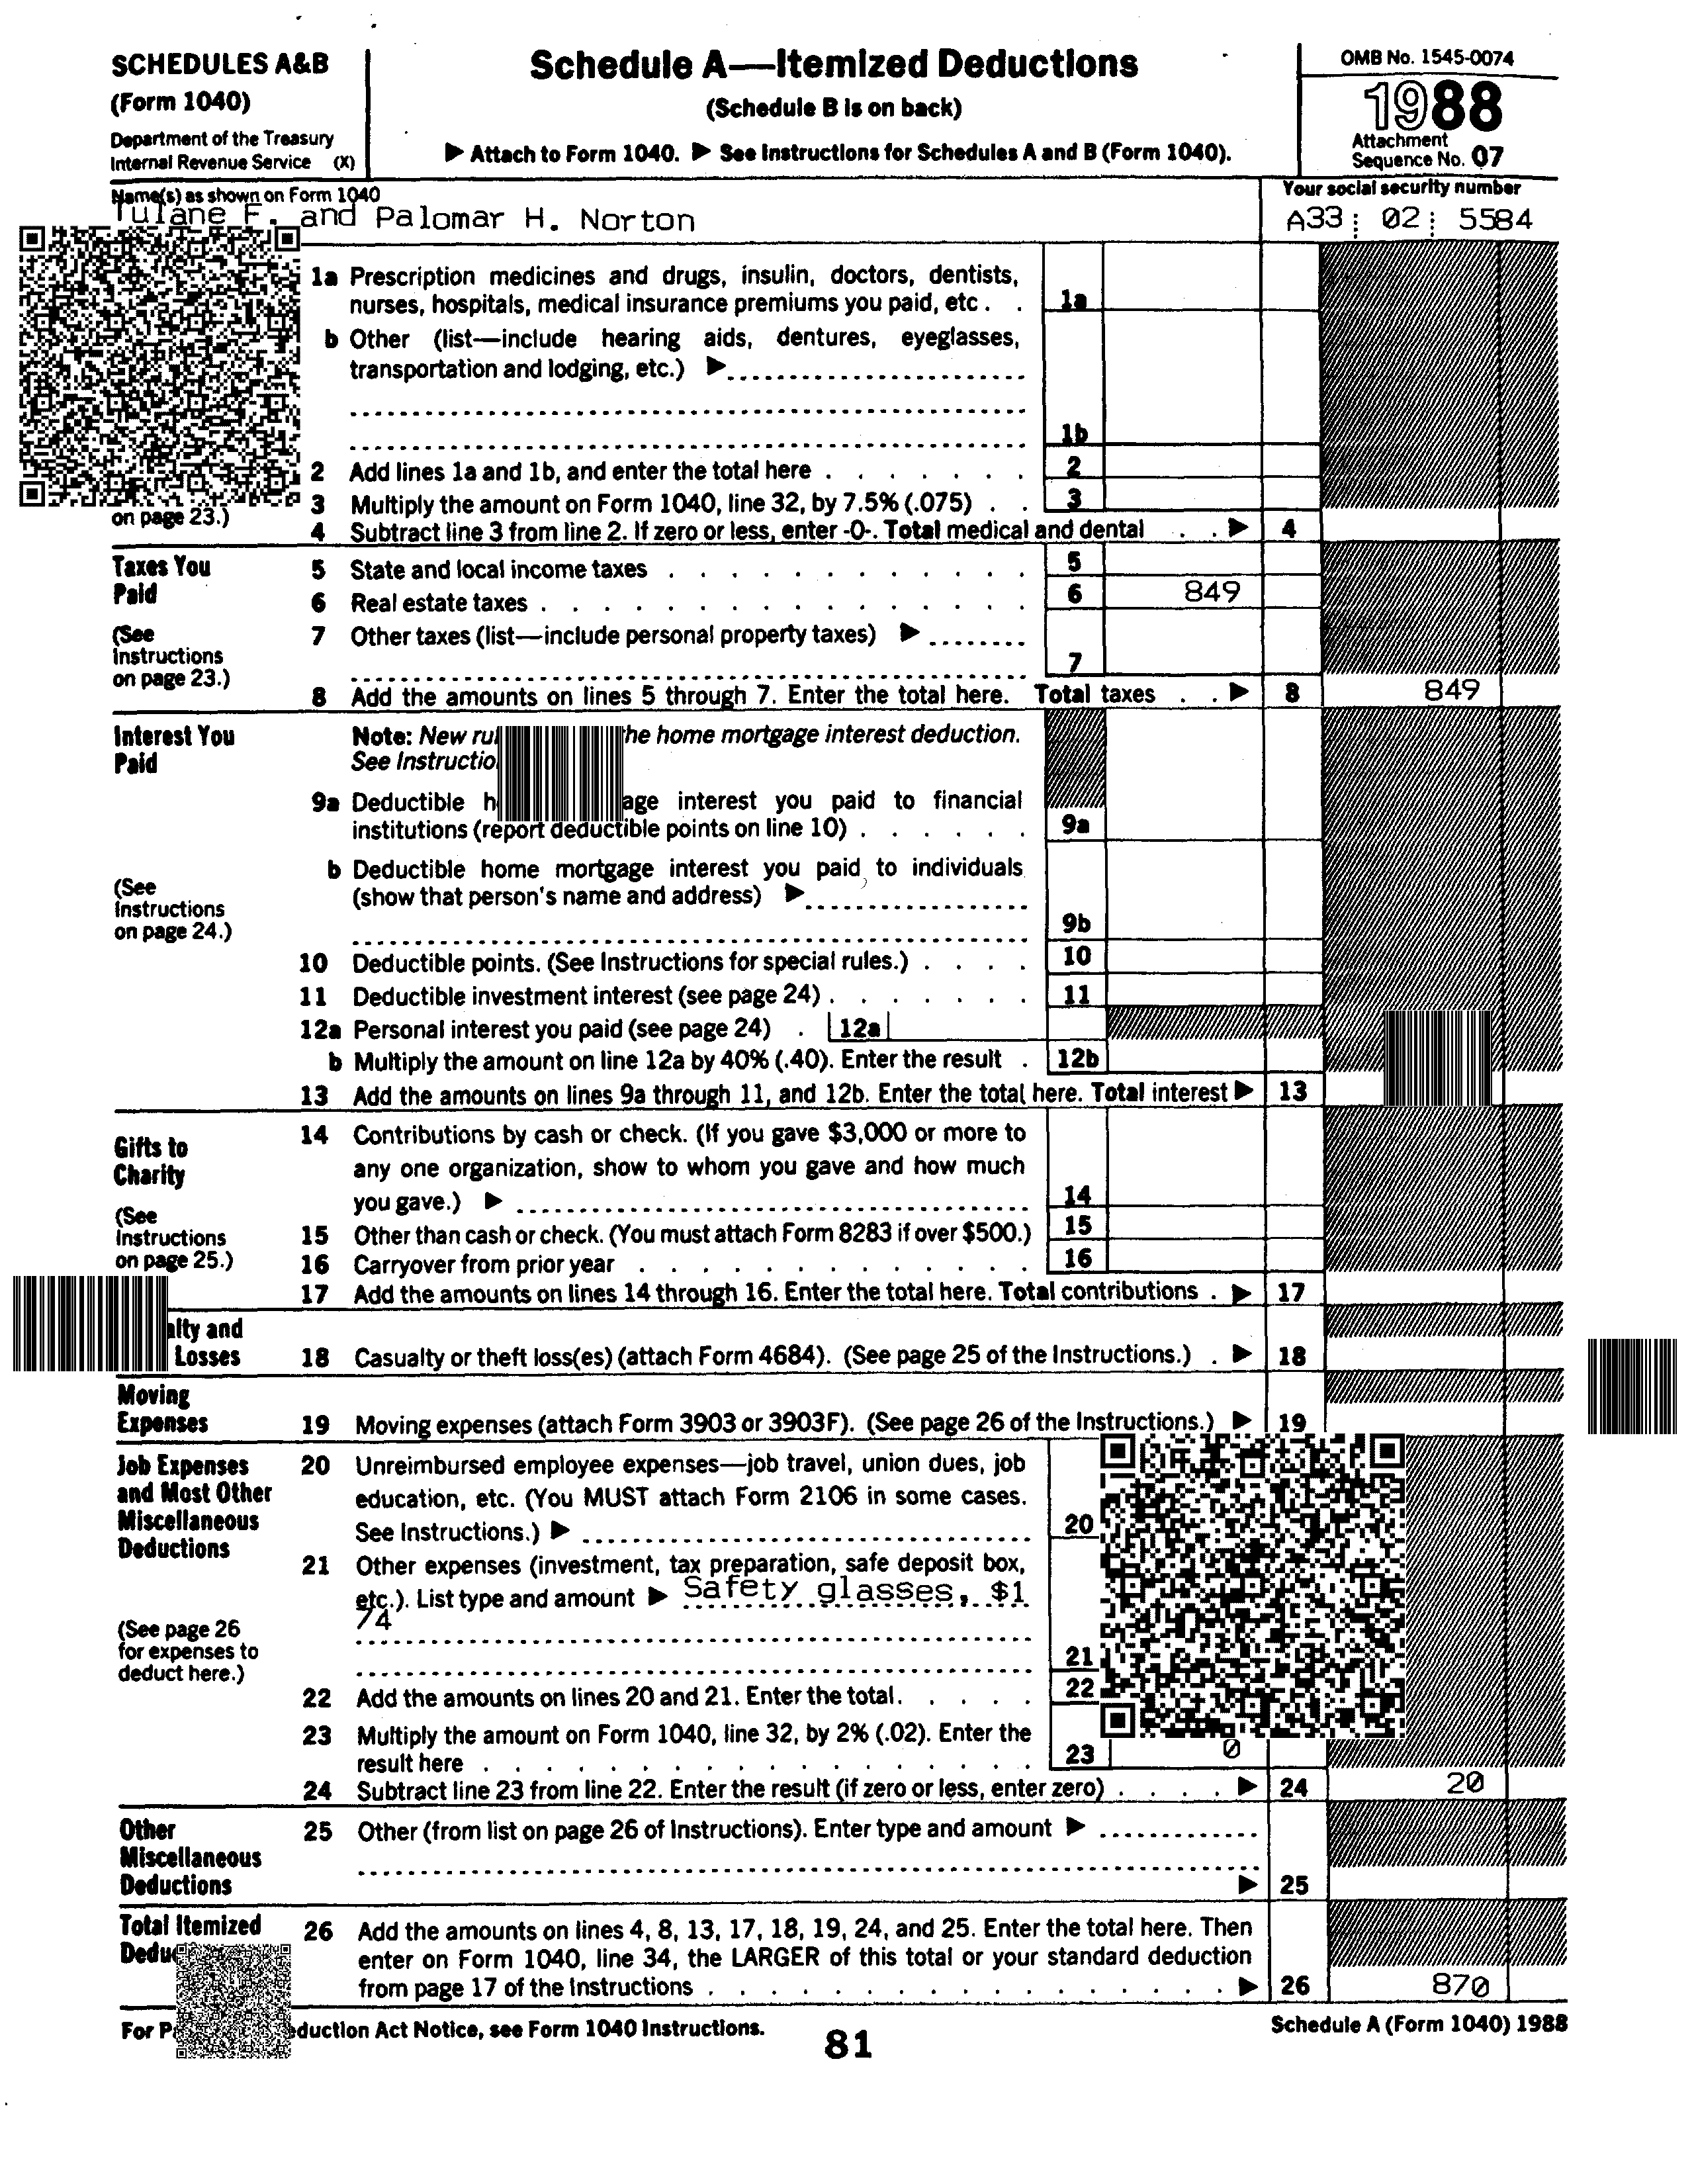 SCHEDULES A&B
(Form 1040)
Department of the Treasury
Internal Revenue Service (X)
Schedule A—Itemized Deductions
(Schedule B is on back)
▶ Attach to Form 1040. ▶ See Instructions for Schedules A and B (Form 1040).
OMB No. 1545-0074
1988
Attachment
Sequence No. 07
Name(s) as shown on Form 1040
Tulane F. and Palomar H. Norton
Your social security number
A33 02 5584
1a Prescription medicines and drugs, insulin, doctors, dentists,
nurses, hospitals, medical insurance premiums you paid, etc . . 1a
b Other (list—include hearing aids, dentures, eyeglasses,
transportation and lodging, etc.) ▶
1b
2 Add lines 1a and 1b, and enter the total here . . . . . . . 2
3 Multiply the amount on Form 1040, line 32, by 7.5% (.075) . . 3
on page 23.)
4 Subtract line 3 from line 2. If zero or less, enter -0-. Total medical and dental . . ▶ 4
Taxes You
Paid
(See
Instructions
on page 23.)
5 State and local income taxes . . . . . . . . . . . . 5
6 Real estate taxes . . . . . . . . . . . . . . . . 6 849
7 Other taxes (list—include personal property taxes) ▶
7
8 Add the amounts on lines 5 through 7. Enter the total here. Total taxes . . ▶ 8 849
Interest You
Paid
(See
Instructions
on page 24.)
Note: New he home mortgage interest deduction.
See
9a Deductible interest you paid to financial
institutions (report deductible points on line 10) . . . . . . 9a
b Deductible home mortgage interest you paid to individuals
(show that person's name and address) ▶
9b
10 Deductible points. (See Instructions for special rules.) . . . . 10
11 Deductible investment interest (see page 24) . . . . . . . 11
12a Personal interest you paid (see page 24) . 12a
b Multiply the amount on line 12a by 40% (.40). Enter the result . 12b
13 Add the amounts on lines 9a through 11, and 12b. Enter the total here. Total interest ▶ 13
Gifts to
Charity
(See
Instructions
on page 25.)
14 Contributions by cash or check. (If you gave $3,000 or more to
any one organization, show to whom you gave and how much
you gave.) ▶ 14
15 Other than cash or check. (You must attach Form 8283 if over $500.) 15
16 Carryover from prior year . . . . . . . . . . . . . 16
17 Add the amounts on lines 14 through 16. Enter the total here. Total contributions . ▶ 17
alty and
Losses
18 Casualty or theft loss(es) (attach Form 4684). (See page 25 of the Instructions.) . ▶ 18
Moving
Expenses
19 Moving expenses (attach Form 3903 or 3903F). (See page 26 of the Instructions.) ▶ 19
Job Expenses
and Most Other
Miscellaneous
Deductions
(See page 26
for expenses to
deduct here.)
20 Unreimbursed employee expenses—job travel, union dues, job
education, etc. (You MUST attach Form 2106 in some cases.
See Instructions.) ▶ 20
21 Other expenses (investment, tax preparation, safe deposit box,
etc.). List type and amount ▶ Safety glasses, $1
74
21
22 Add the amounts on lines 20 and 21. Enter the total. . . . . 22
23 Multiply the amount on Form 1040, line 32, by 2% (.02). Enter the
result here . . . . . . . . . . . . . . . . . . 23 0
24 Subtract line 23 from line 22. Enter the result (if zero or less, enter zero) . . . . ▶ 24 20
Other
Miscellaneous
Deductions
25 Other (from list on page 26 of Instructions). Enter type and amount ▶
▶ 25
Total Itemized
26 Add the amounts on lines 4, 8, 13, 17, 18, 19, 24, and 25. Enter the total here. Then
enter on Form 1040, line 34, the LARGER of this total or your standard deduction
from page 17 of the Instructions . . . . . . . . . . . . . . . . . ▶ 26 870
For eduction Act Notice, see Form 1040 Instructions.
81
Schedule A (Form 1040) 1988